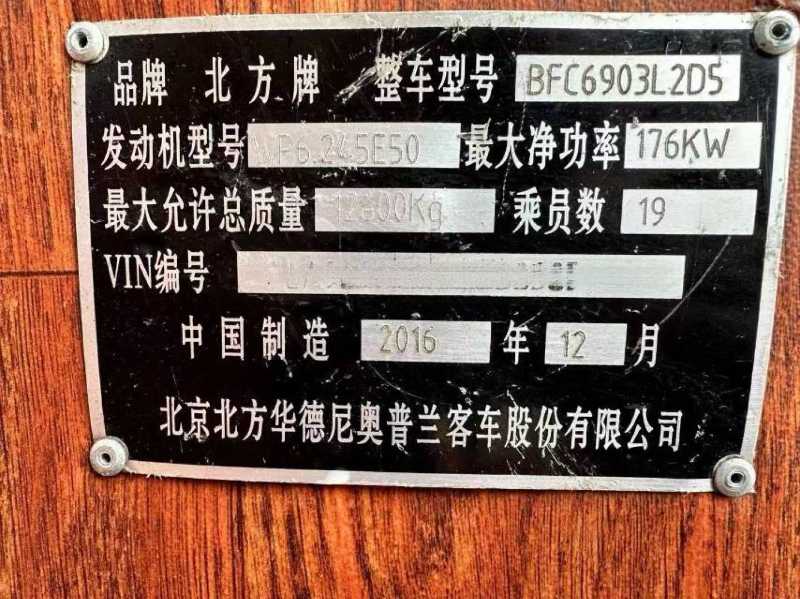 品牌 北方牌 整车型号 BFC6903L2D5
发动机型号 WP6.245E50 最大净功率 176KW
最大允许总质量 12800Kg 乘员数 19
VIN编号
中国制造 2016 年 12 月
北京北方华德尼奥普兰客车股份有限公司